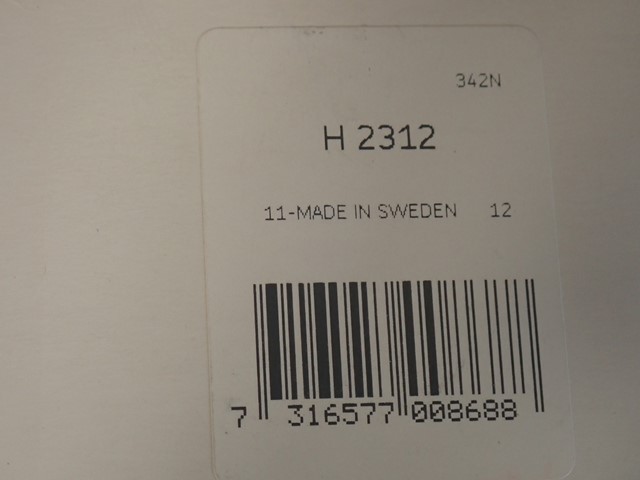 342N
H 2312
11-MADE IN SWEDEN 12
7 316577 008688